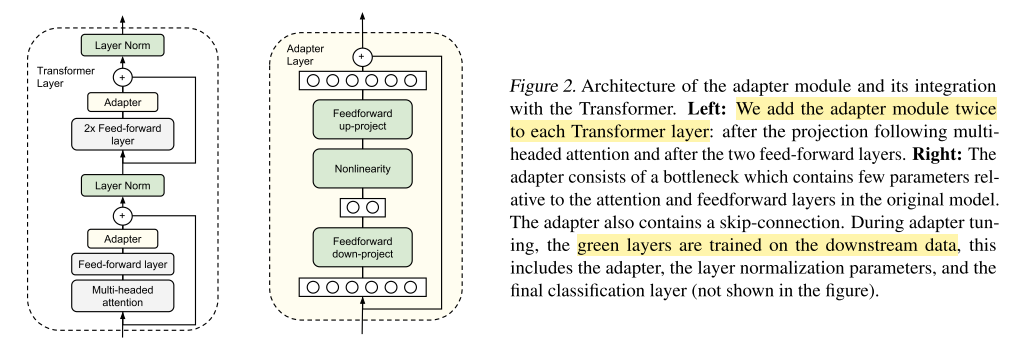 Layer Norm
Transformer
Layer
+
Adapter
2x Feed-forward
layer
Layer Norm
+
Adapter
Feed-forward layer
Multi-headed
attention
Adapter
Layer
+
Feedforward
up-project
Nonlinearity
Feedforward
down-project
Figure 2. Architecture of the adapter module and its integration
with the Transformer. Left: We add the adapter module twice
to each Transformer layer: after the projection following multi-
headed attention and after the two feed-forward layers. Right: The
adapter consists of a bottleneck which contains few parameters rel-
ative to the attention and feedforward layers in the original model.
The adapter also contains a skip-connection. During adapter tun-
ing, the green layers are trained on the downstream data, this
includes the adapter, the layer normalization parameters, and the
final classification layer (not shown in the figure).